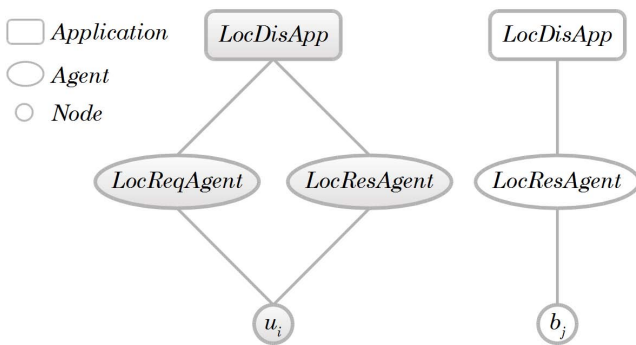 Application
Agent
Node
LocDisApp
LocDisApp
LocReqAgent
LocResAgent
LocResAgent
u_i
b_j